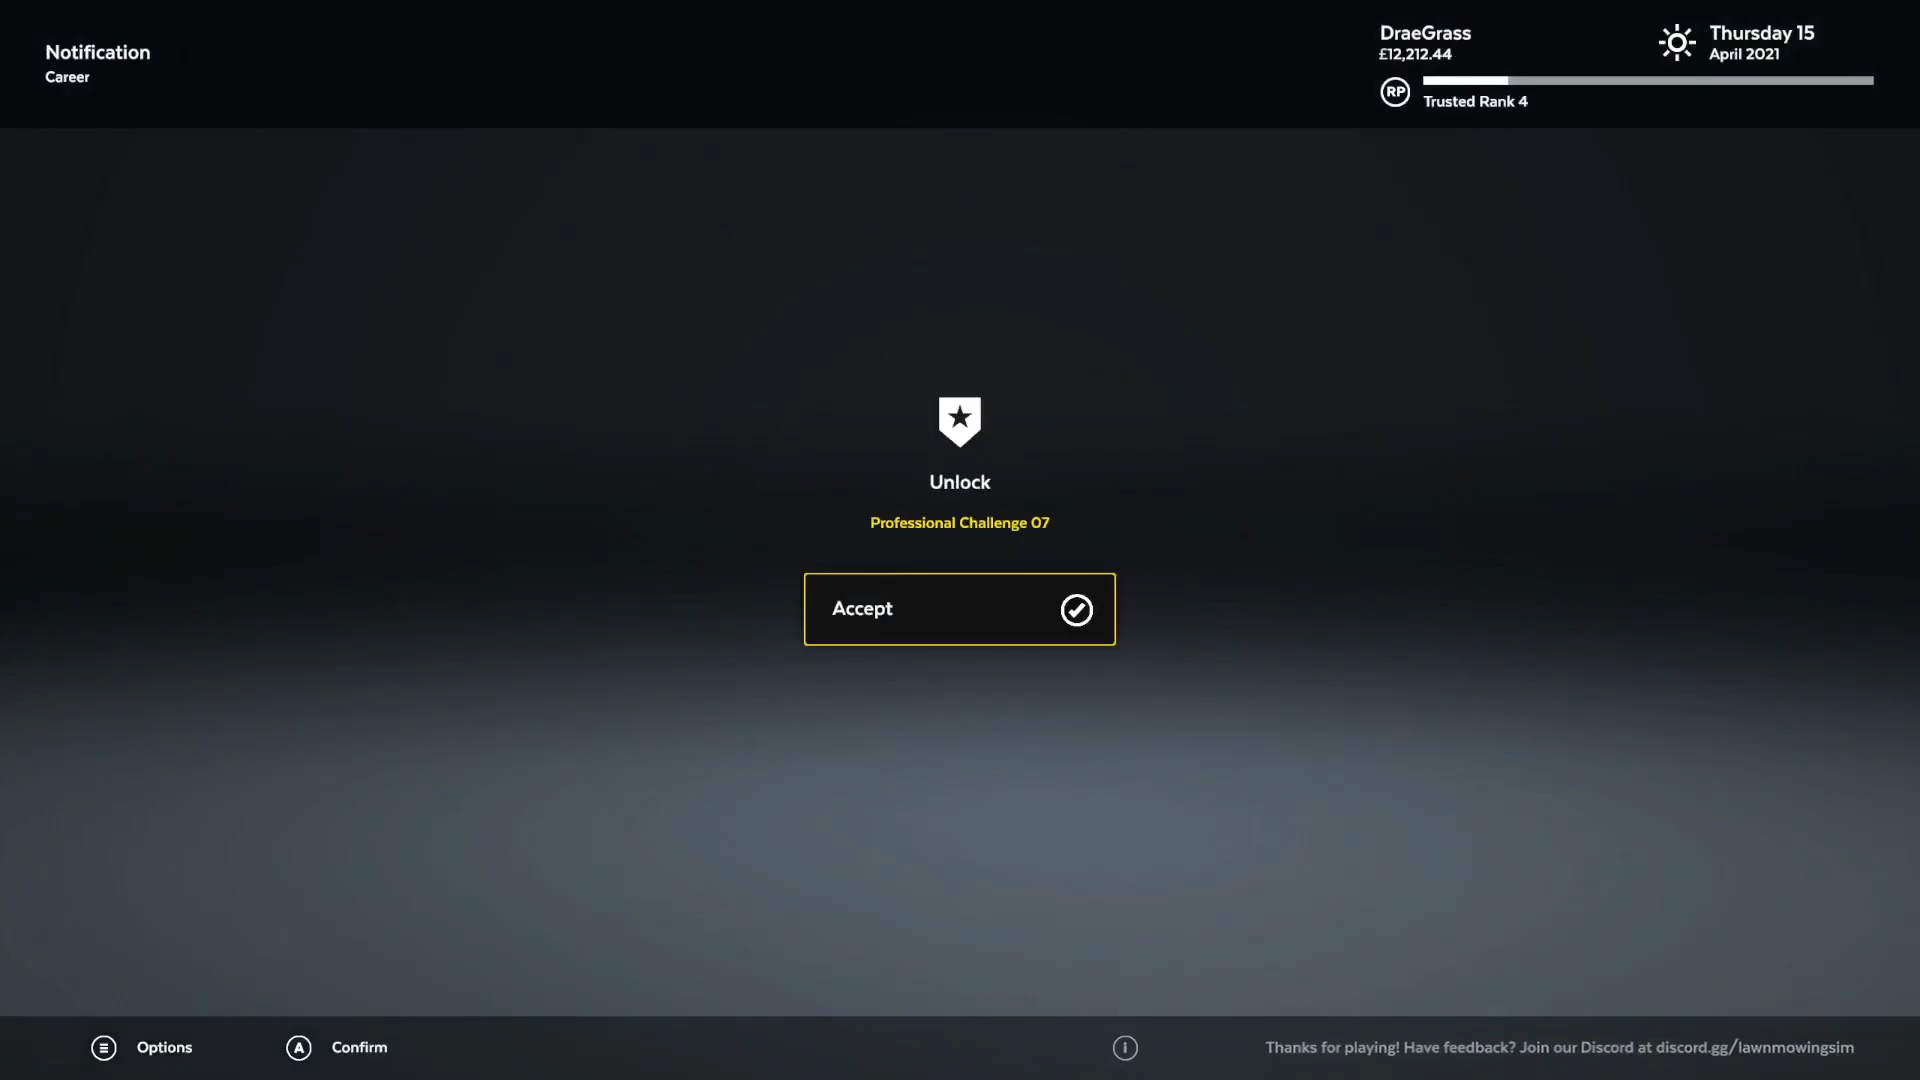 Notification
Career
DraeGrass
£12,212.44
Thursday 15
April 2021
RP
Trusted Rank 4
Unlock
Professional Challenge 07
Accept
Options
A
Confirm
i
Thanks for playing! Have feedback? Join our Discord at discord.gg/lawnmowingsim